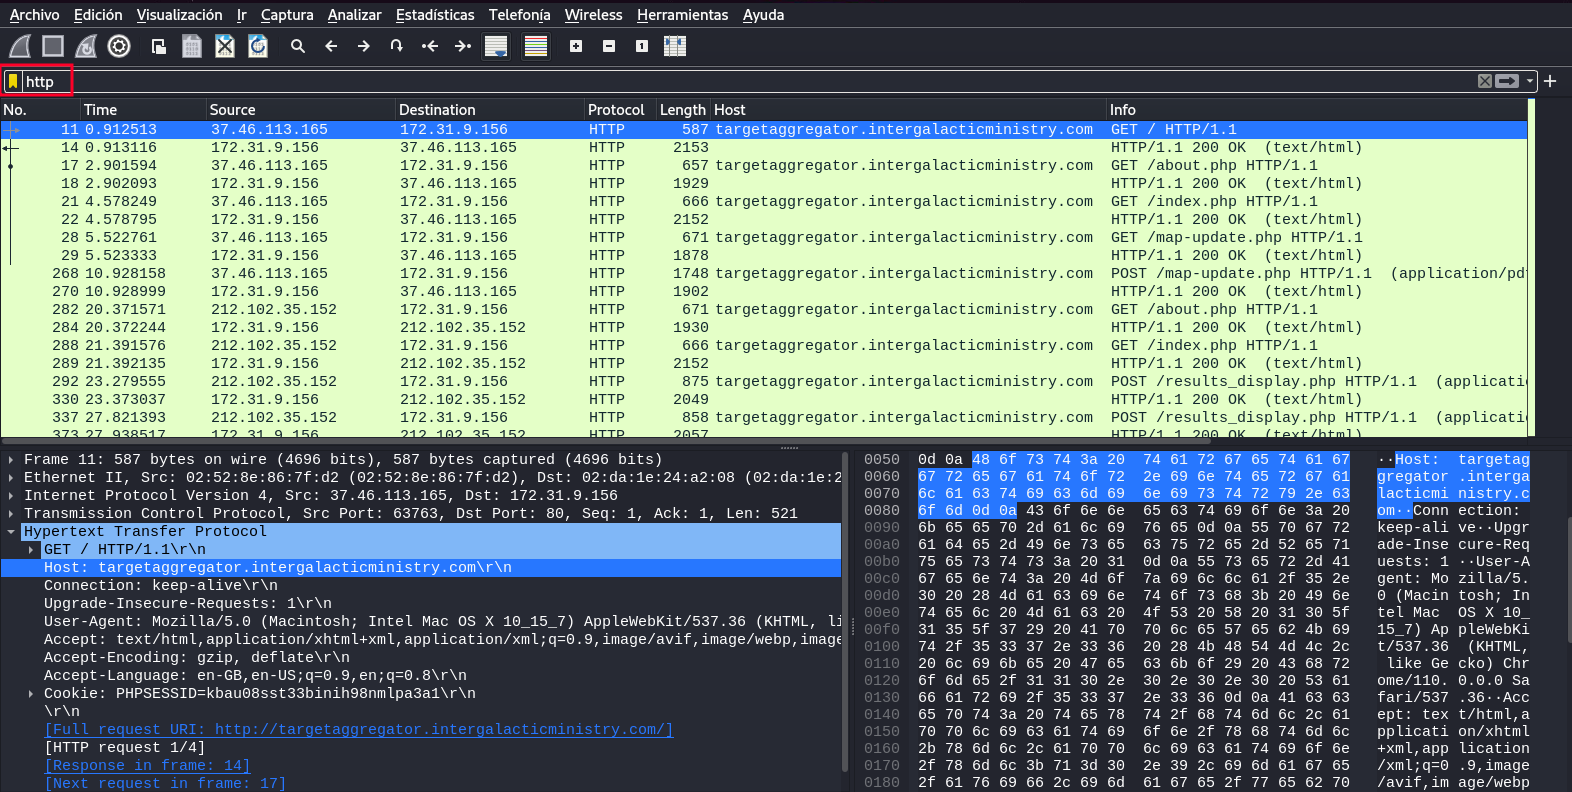 Archivo Edición Visualización Ir Captura Analizar Estadísticas Telefonía Wireless Herramientas Ayuda
http
No. Time Source Destination Protocol Length Host Info
11 0.912513 37.46.113.165 172.31.9.156 HTTP 587 targetaggregator.intergalacticministry.com GET / HTTP/1.1
14 0.913116 172.31.9.156 37.46.113.165 HTTP 2153 HTTP/1.1 200 OK (text/html)
17 2.901594 37.46.113.165 172.31.9.156 HTTP 657 targetaggregator.intergalacticministry.com GET /about.php HTTP/1.1
18 2.902093 172.31.9.156 37.46.113.165 HTTP 1929 HTTP/1.1 200 OK (text/html)
21 4.578249 37.46.113.165 172.31.9.156 HTTP 666 targetaggregator.intergalacticministry.com GET /index.php HTTP/1.1
22 4.578795 172.31.9.156 37.46.113.165 HTTP 2152 HTTP/1.1 200 OK (text/html)
28 5.522761 37.46.113.165 172.31.9.156 HTTP 671 targetaggregator.intergalacticministry.com GET /map-update.php HTTP/1.1
29 5.523333 172.31.9.156 37.46.113.165 HTTP 1878 HTTP/1.1 200 OK (text/html)
268 10.928158 37.46.113.165 172.31.9.156 HTTP 1748 targetaggregator.intergalacticministry.com POST /map-update.php HTTP/1.1 (application/pdf
270 10.928999 172.31.9.156 37.46.113.165 HTTP 1902 HTTP/1.1 200 OK (text/html)
282 20.371571 212.102.35.152 172.31.9.156 HTTP 671 targetaggregator.intergalacticministry.com GET /about.php HTTP/1.1
284 20.372244 172.31.9.156 212.102.35.152 HTTP 1930 HTTP/1.1 200 OK (text/html)
288 21.391576 212.102.35.152 172.31.9.156 HTTP 666 targetaggregator.intergalacticministry.com GET /index.php HTTP/1.1
289 21.392135 172.31.9.156 212.102.35.152 HTTP 2152 HTTP/1.1 200 OK (text/html)
292 23.279555 212.102.35.152 172.31.9.156 HTTP 875 targetaggregator.intergalacticministry.com POST /results_display.php HTTP/1.1 (applicati
330 23.373037 172.31.9.156 212.102.35.152 HTTP 2049 HTTP/1.1 200 OK (text/html)
337 27.821393 212.102.35.152 172.31.9.156 HTTP 858 targetaggregator.intergalacticministry.com POST /results_display.php HTTP/1.1 (applicati
373 27.938517 172.31.9.156 212.102.35.152 HTTP 2057 HTTP/1.1 200 OK (text/html)
Frame 11: 587 bytes on wire (4696 bits), 587 bytes captured (4696 bits)
Ethernet II, Src: 02:52:8e:86:7f:d2 (02:52:8e:86:7f:d2), Dst: 02:da:1e:24:a2:08 (02:da:1e:2
Internet Protocol Version 4, Src: 37.46.113.165, Dst: 172.31.9.156
Transmission Control Protocol, Src Port: 63763, Dst Port: 80, Seq: 1, Ack: 1, Len: 521
Hypertext Transfer Protocol
GET / HTTP/1.1\r\n
Host: targetaggregator.intergalacticministry.com\r\n
Connection: keep-alive\r\n
Upgrade-Insecure-Requests: 1\r\n
User-Agent: Mozilla/5.0 (Macintosh; Intel Mac OS X 10_15_7) AppleWebKit/537.36 (KHTML, li
Accept: text/html,application/xhtml+xml,application/xml;q=0.9,image/avif,image/webp,image
Accept-Encoding: gzip, deflate\r\n
Accept-Language: en-GB,en-US;q=0.9,en;q=0.8\r\n
Cookie: PHPSESSID=kbau08sst33binih98nmlpa3a1\r\n
\r\n
[Full request URI: http://targetaggregator.intergalacticministry.com/]
[HTTP request 1/4]
[Response in frame: 14]
[Next request in frame: 17]
0050 0d 0a 48 6f 73 74 3a 20 74 61 72 67 65 74 61 67 ··Host: targetag
0060 67 72 65 67 61 74 6f 72 2e 69 6e 74 65 72 67 61 gregator .interga
0070 6c 61 63 74 69 63 6d 69 6e 69 73 74 72 79 2e 63 lacticmi nistry.c
0080 6f 6d 0d 0a 43 6f 6e 6e 65 63 74 69 6f 6e 3a 20 om··Conn ection:
0090 6b 65 65 70 2d 61 6c 69 76 65 0d 0a 55 70 67 72 keep-ali ve··Upgr
00a0 61 64 65 2d 49 6e 73 65 63 75 72 65 2d 52 65 71 ade-Inse cure-Req
00b0 75 65 73 74 73 3a 20 31 0d 0a 55 73 65 72 2d 41 uests: 1 ··User-A
00c0 67 65 6e 74 3a 20 4d 6f 7a 69 6c 6c 61 2f 35 2e gent: Mo zilla/5.
00d0 30 20 28 4d 61 63 69 6e 74 6f 73 68 3b 20 49 6e 0 (Macin tosh; In
00e0 74 65 6c 20 4d 61 63 20 4f 53 20 58 20 31 30 5f tel Mac OS X 10_
00f0 31 35 5f 37 29 20 41 70 70 6c 65 57 65 62 4b 69 15_7) Ap pleWebKi
0100 74 2f 35 33 37 2e 33 36 20 28 4b 48 54 4d 4c 2c t/537.36 (KHTML,
0110 20 6c 69 6b 65 20 47 65 63 6b 6f 29 20 43 68 72 like Ge cko) Chr
0120 6f 6d 65 2f 31 31 30 2e 30 2e 30 2e 30 20 53 61 ome/110. 0.0.0 Sa
0130 66 61 72 69 2f 35 33 37 2e 33 36 0d 0a 41 63 63 fari/537 .36··Acc
0140 65 70 74 3a 20 74 65 78 74 2f 68 74 6d 6c 2c 61 ept: tex t/html,a
0150 70 70 6c 69 63 61 74 69 6f 6e 2f 78 68 74 6d 6c pplicati on/xhtml
0160 2b 78 6d 6c 2c 61 70 70 6c 69 63 61 74 69 6f 6e +xml,app lication
0170 2f 78 6d 6c 3b 71 3d 30 2e 39 2c 69 6d 61 67 65 /xml;q=0 .9,image
0180 2f 61 76 69 66 2c 69 6d 61 67 65 2f 77 65 62 70 /avif,im age/webp